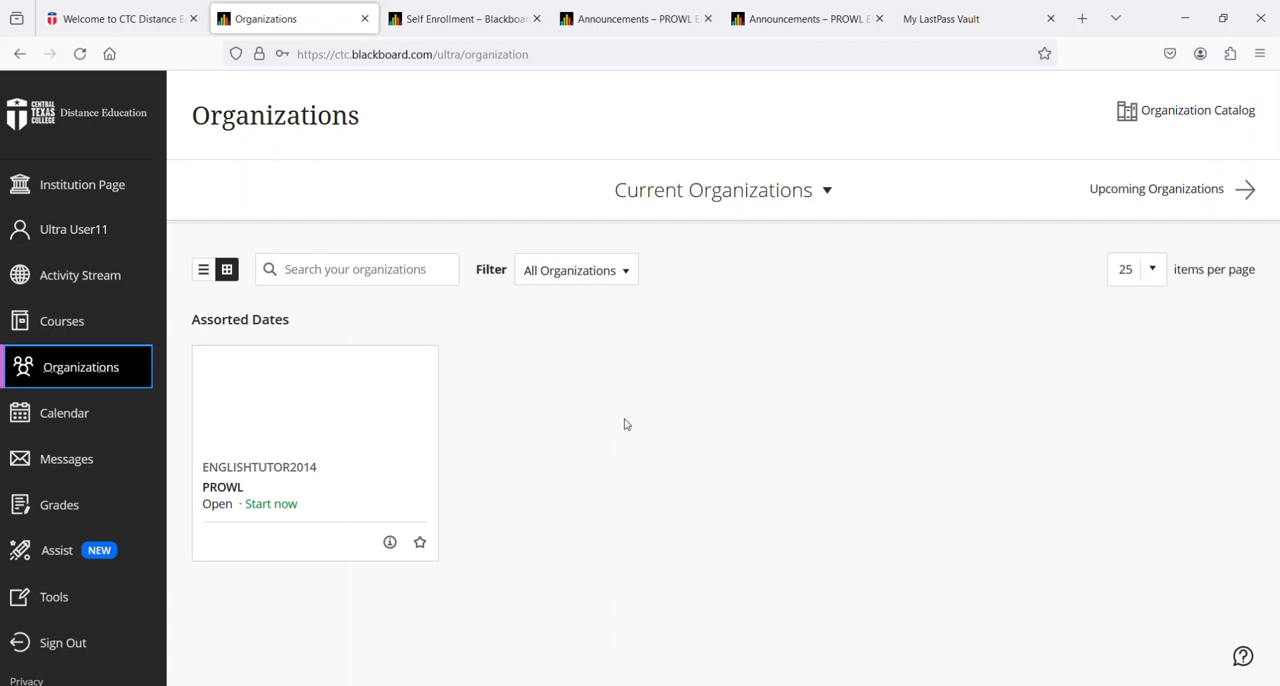 Welcome to CTC Distance E
Organizations
Self Enrollment – Blackboar
Announcements – PROWL E
Announcements – PROWL E
My LastPass Vault
https://ctc.blackboard.com/ultra/organization
CENTRAL TEXAS COLLEGE
Distance Education
Institution Page
Ultra User11
Activity Stream
Courses
Organizations
Calendar
Messages
Grades
Assist NEW
Tools
Sign Out
Privacy
Organizations
Organization Catalog
Current Organizations
Upcoming Organizations
Search your organizations
Filter
All Organizations
25 items per page
Assorted Dates
ENGLISHTUTOR2014
PROWL
Open · Start now